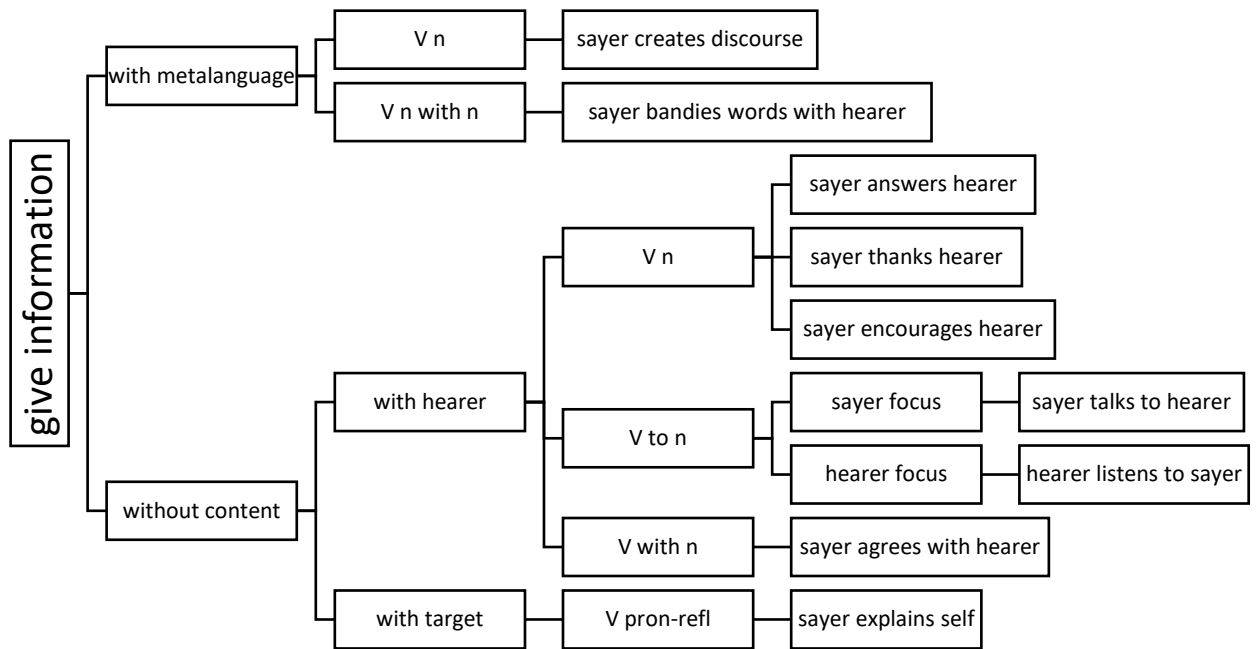 give information
with metalanguage
V n
sayer creates discourse
V n with n
sayer bandies words with hearer
without content
with hearer
V n
sayer answers hearer
sayer thanks hearer
sayer encourages hearer
V to n
sayer focus
sayer talks to hearer
hearer focus
hearer listens to sayer
V with n
sayer agrees with hearer
with target
V pron-refl
sayer explains self